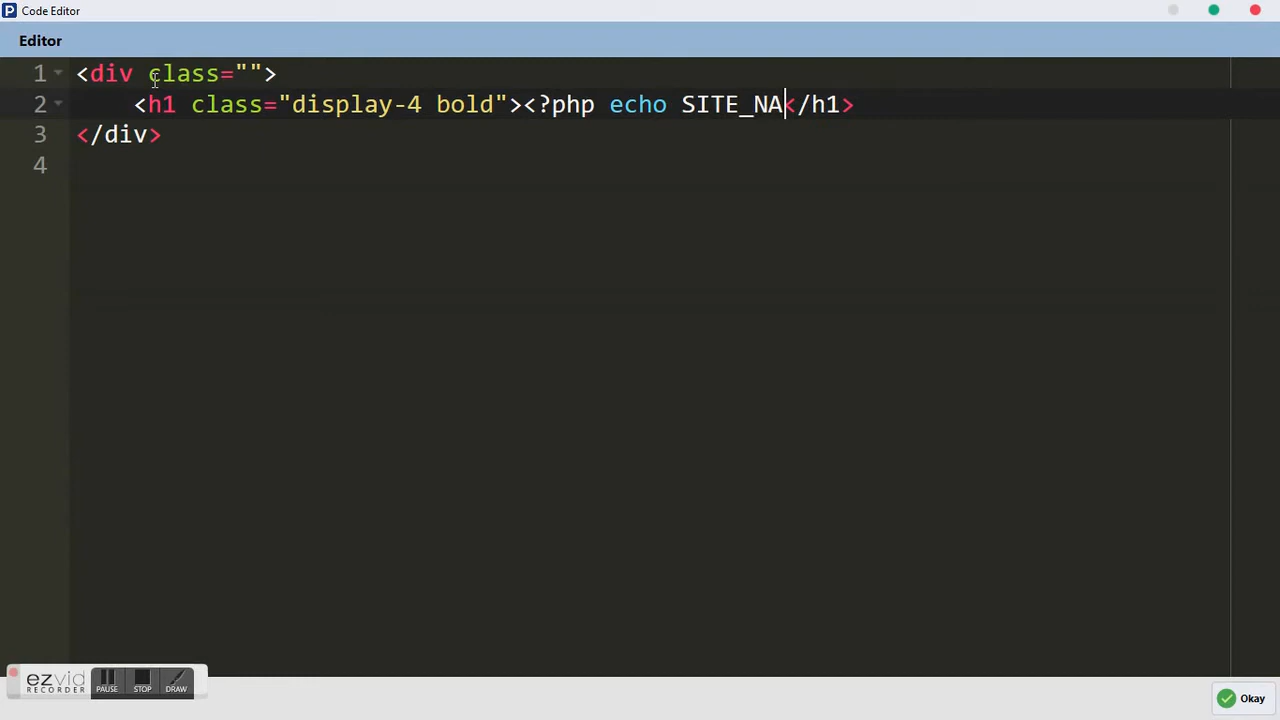 P Code Editor
Editor
1 <div class="">
2 <h1 class="display-4 bold"><?php echo SITE_NA</h1>
3 </div>
4
ezvid
RECORDER
PAUSE STOP DRAW
Okay